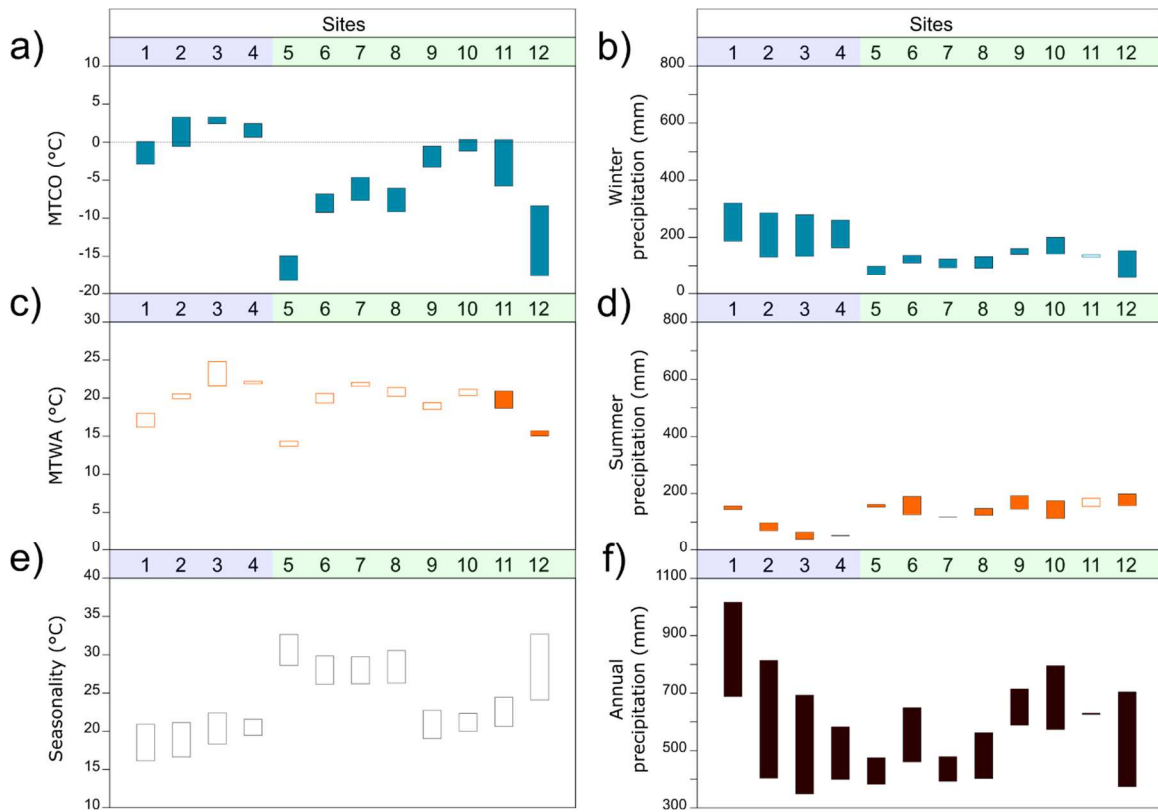 Sites
a)
1 2 3 4 5 6 7 8 9 10 11 12
10
5
0
-5
-10
-15
-20
MTCO (°C)
Sites
b)
1 2 3 4 5 6 7 8 9 10 11 12
800
600
400
200
0
Winter
precipitation (mm)
c)
1 2 3 4 5 6 7 8 9 10 11 12
30
25
20
15
10
5
0
MTWA (°C)
d)
1 2 3 4 5 6 7 8 9 10 11 12
800
600
400
200
0
Summer
precipitation (mm)
e)
1 2 3 4 5 6 7 8 9 10 11 12
40
35
30
25
20
15
10
Seasonality (°C)
f)
1 2 3 4 5 6 7 8 9 10 11 12
1100
900
700
500
300
Annual
precipitation (mm)